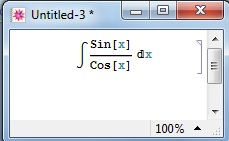 Untitled-3 *
∫ Sin[x]
Cos[x] ⅆx
100%